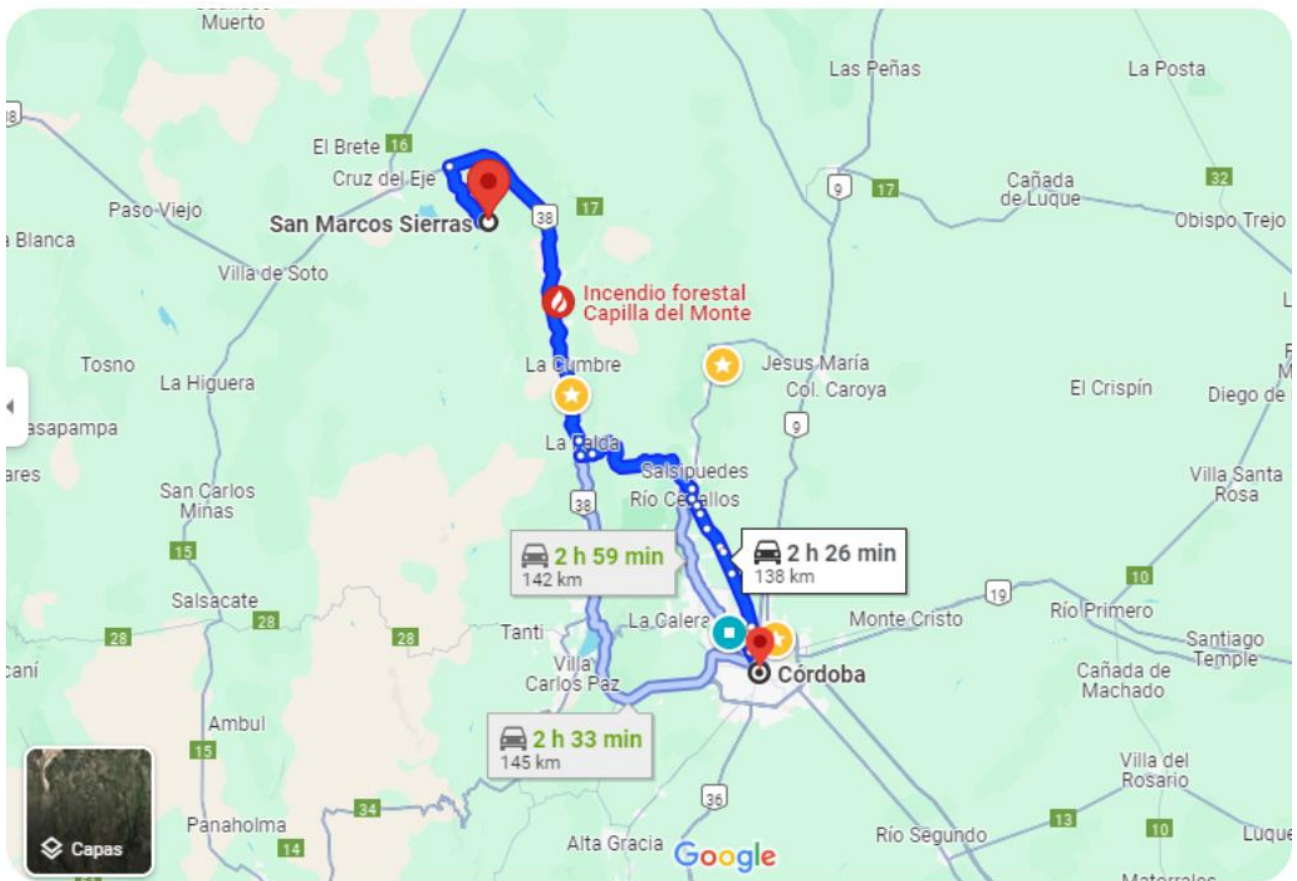 Muerto
Las Peñas
La Posta
38
El Brete 16
Cruz del Eje
9
17
Cañada
de Luque
32
Paso Viejo
San Marcos Sierras
38
17
Obispo Trejo
a Blanca
Villa de Soto
Incendio forestal
Capilla del Monte
Tosno
La Cumbre
Jesus María
La Higuera
Col. Caroya
El Crispín
Diego de
asapampa
9
La Falda
Salsipuedes
ares
Villa Santa
Rosa
San Carlos
Minas
38
Río Ceballos
15
2 h 59 min
142 km
2 h 26 min
138 km
10
19
Salsacate
28
28
28
Tanti
La Calera
Monte Cristo
Río Primero
Santiago
Temple
caní
Villa
Carlos Paz
Córdoba
Cañada de
Machado
Ambul
15
2 h 33 min
145 km
Villa del
Rosario
34
36
13
10
Panaholma
14
Alta Gracia
Río Segundo
Luque
Capas
Google
Matorrales